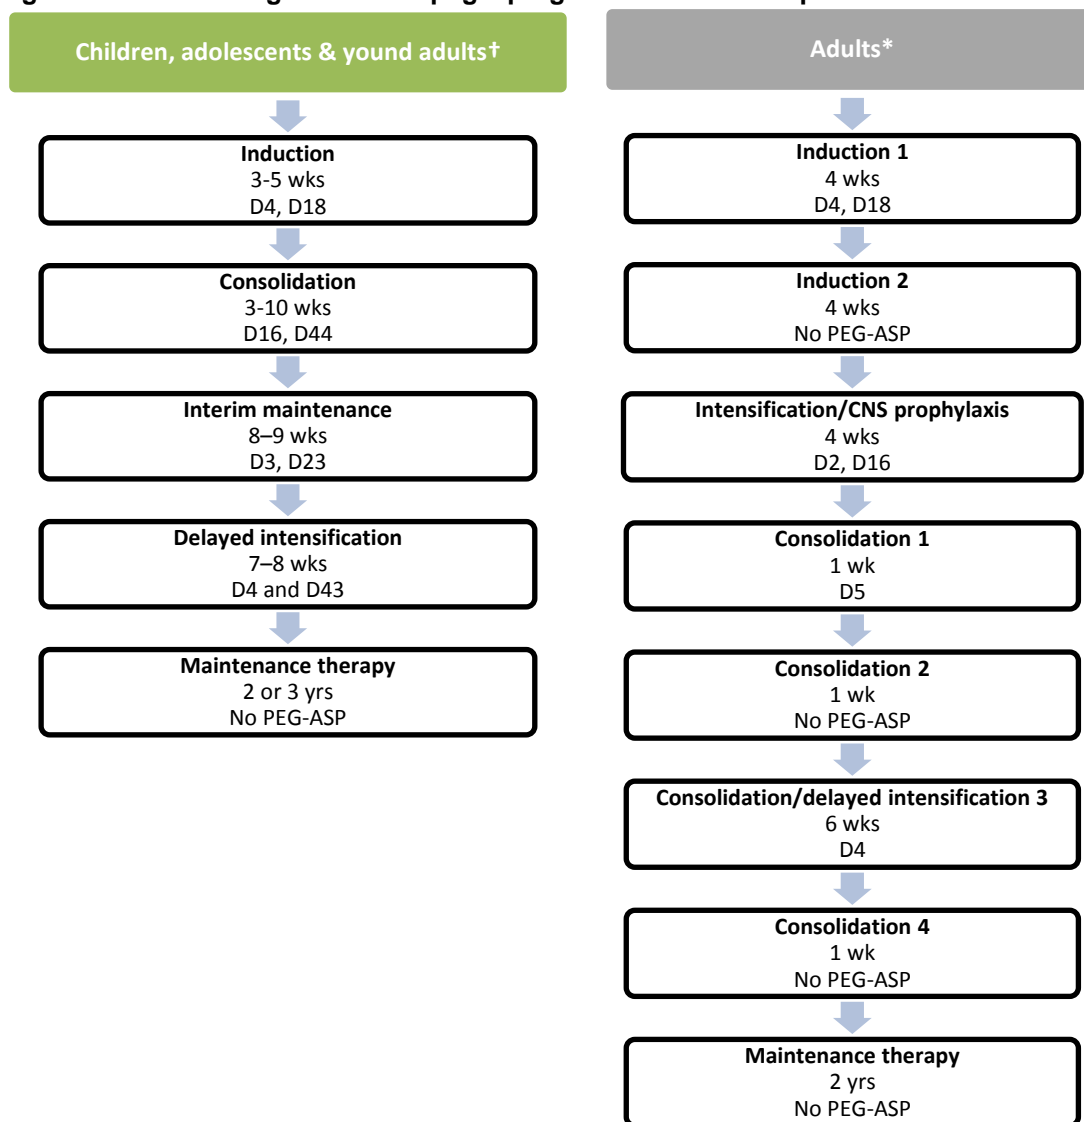 Children, adolescents & yound adults†
Induction
3-5 wks
D4, D18
Consolidation
3-10 wks
D16, D44
Interim maintenance
8–9 wks
D3, D23
Delayed intensification
7–8 wks
D4 and D43
Maintenance therapy
2 or 3 yrs
No PEG-ASP
Adults*
Induction 1
4 wks
D4, D18
Induction 2
4 wks
No PEG-ASP
Intensification/CNS prophylaxis
4 wks
D2, D16
Consolidation 1
1 wk
D5
Consolidation 2
1 wk
No PEG-ASP
Consolidation/delayed intensification 3
6 wks
D4
Consolidation 4
1 wk
No PEG-ASP
Maintenance therapy
2 yrs
No PEG-ASP